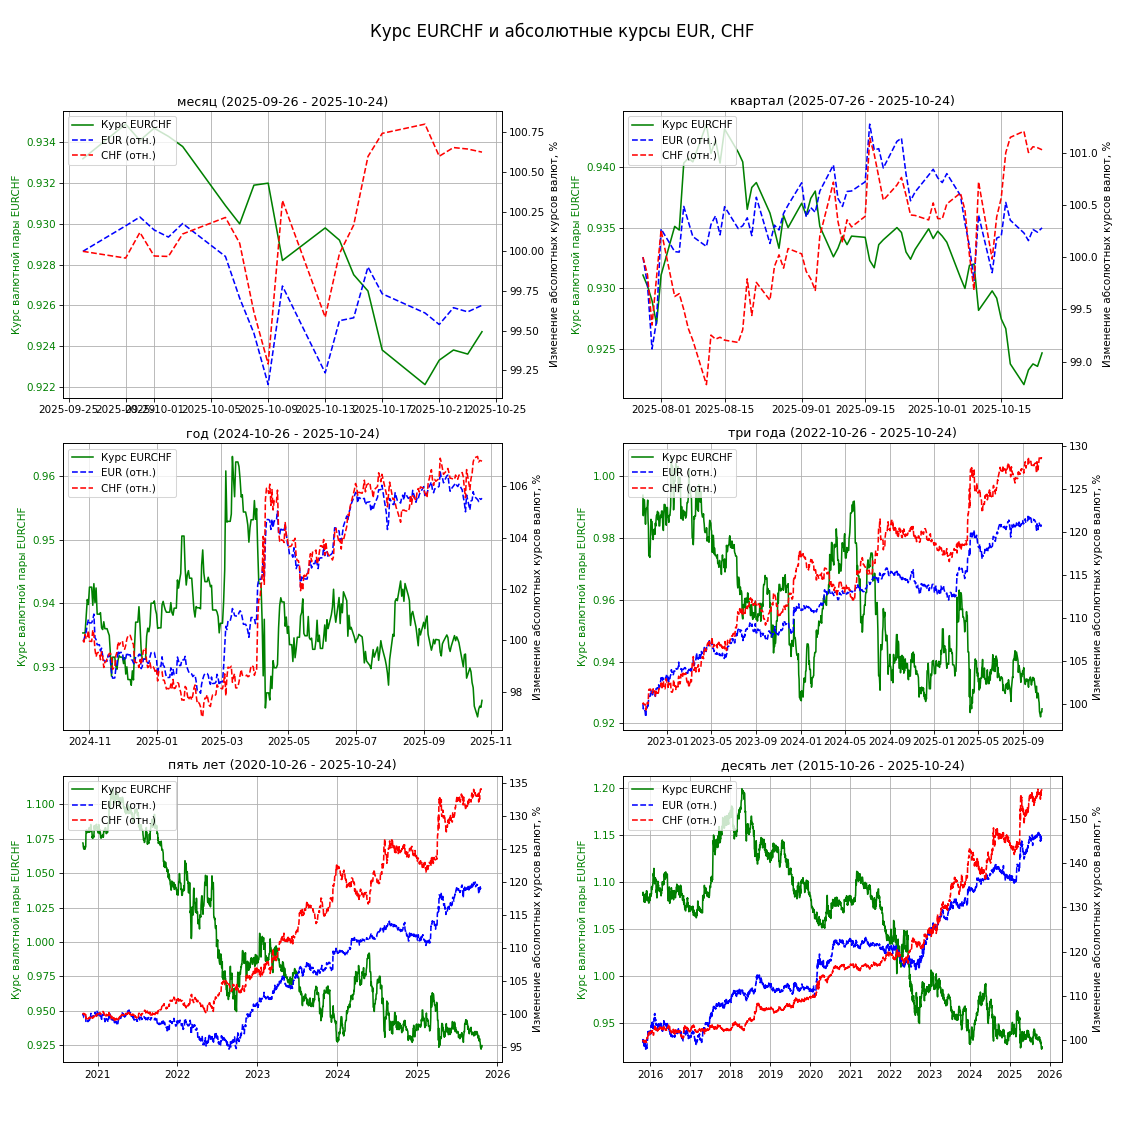 Курс EURCHF и абсолютные курсы EUR, CHF
месяц (2025-09-26 - 2025-10-24)
Курс EURCHF
EUR (отн.)
CHF (отн.)
Курс валютной пары EURCHF
0.934
0.932
0.930
0.928
0.926
0.924
0.922
100.75
100.50
100.25
100.00
99.75
99.50
99.25
Изменение абсолютных курсов валют, %
2025-09-25 2025-09-29 2025-10-01 2025-10-05 2025-10-09 2025-10-13 2025-10-17 2025-10-21 2025-10-25
квартал (2025-07-26 - 2025-10-24)
Курс EURCHF
EUR (отн.)
CHF (отн.)
Курс валютной пары EURCHF
0.940
0.935
0.930
0.925
101.0
100.5
100.0
99.5
99.0
Изменение абсолютных курсов валют, %
2025-08-01 2025-08-15 2025-09-01 2025-09-15 2025-10-01 2025-10-15
год (2024-10-26 - 2025-10-24)
Курс EURCHF
EUR (отн.)
CHF (отн.)
Курс валютной пары EURCHF
0.96
0.95
0.94
0.93
106
104
102
100
98
Изменение абсолютных курсов валют, %
2024-11 2025-01 2025-03 2025-05 2025-07 2025-09 2025-11
три года (2022-10-26 - 2025-10-24)
Курс EURCHF
EUR (отн.)
CHF (отн.)
Курс валютной пары EURCHF
1.00
0.98
0.96
0.94
0.92
130
125
120
115
110
105
100
Изменение абсолютных курсов валют, %
2023-01 2023-05 2023-09 2024-01 2024-05 2024-09 2025-01 2025-05 2025-09
пять лет (2020-10-26 - 2025-10-24)
Курс EURCHF
EUR (отн.)
CHF (отн.)
Курс валютной пары EURCHF
1.100
1.075
1.050
1.025
1.000
0.975
0.950
0.925
135
130
125
120
115
110
105
100
95
Изменение абсолютных курсов валют, %
2021 2022 2023 2024 2025 2026
десять лет (2015-10-26 - 2025-10-24)
Курс EURCHF
EUR (отн.)
CHF (отн.)
Курс валютной пары EURCHF
1.20
1.15
1.10
1.05
1.00
0.95
150
140
130
120
110
100
Изменение абсолютных курсов валют, %
2016 2017 2018 2019 2020 2021 2022 2023 2024 2025 2026